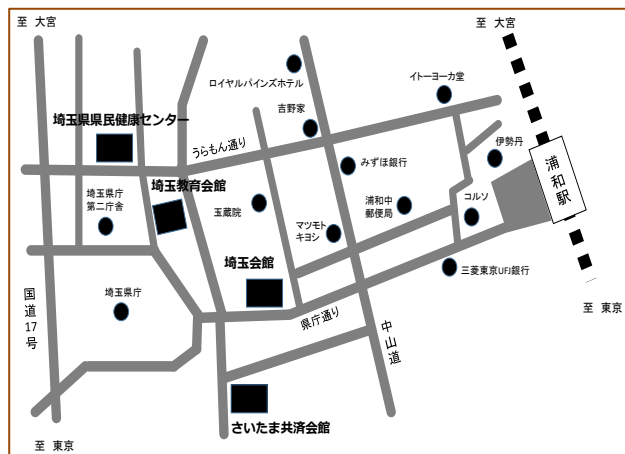 至 大宮
至 大宮
ロイヤルパインズホテル
イトーヨーカ堂
吉野家
埼玉県県民健康センター
うらもん通り
伊勢丹
みずほ銀行
浦和駅
埼玉教育会館
埼玉県庁
第二庁舎
玉蔵院
浦和中
郵便局
コルソ
マツモト
キヨシ
埼玉会館
三菱東京UFJ銀行
国道17号
埼玉県庁
県庁通り
中山道
至 東京
さいたま共済会館
至 東京